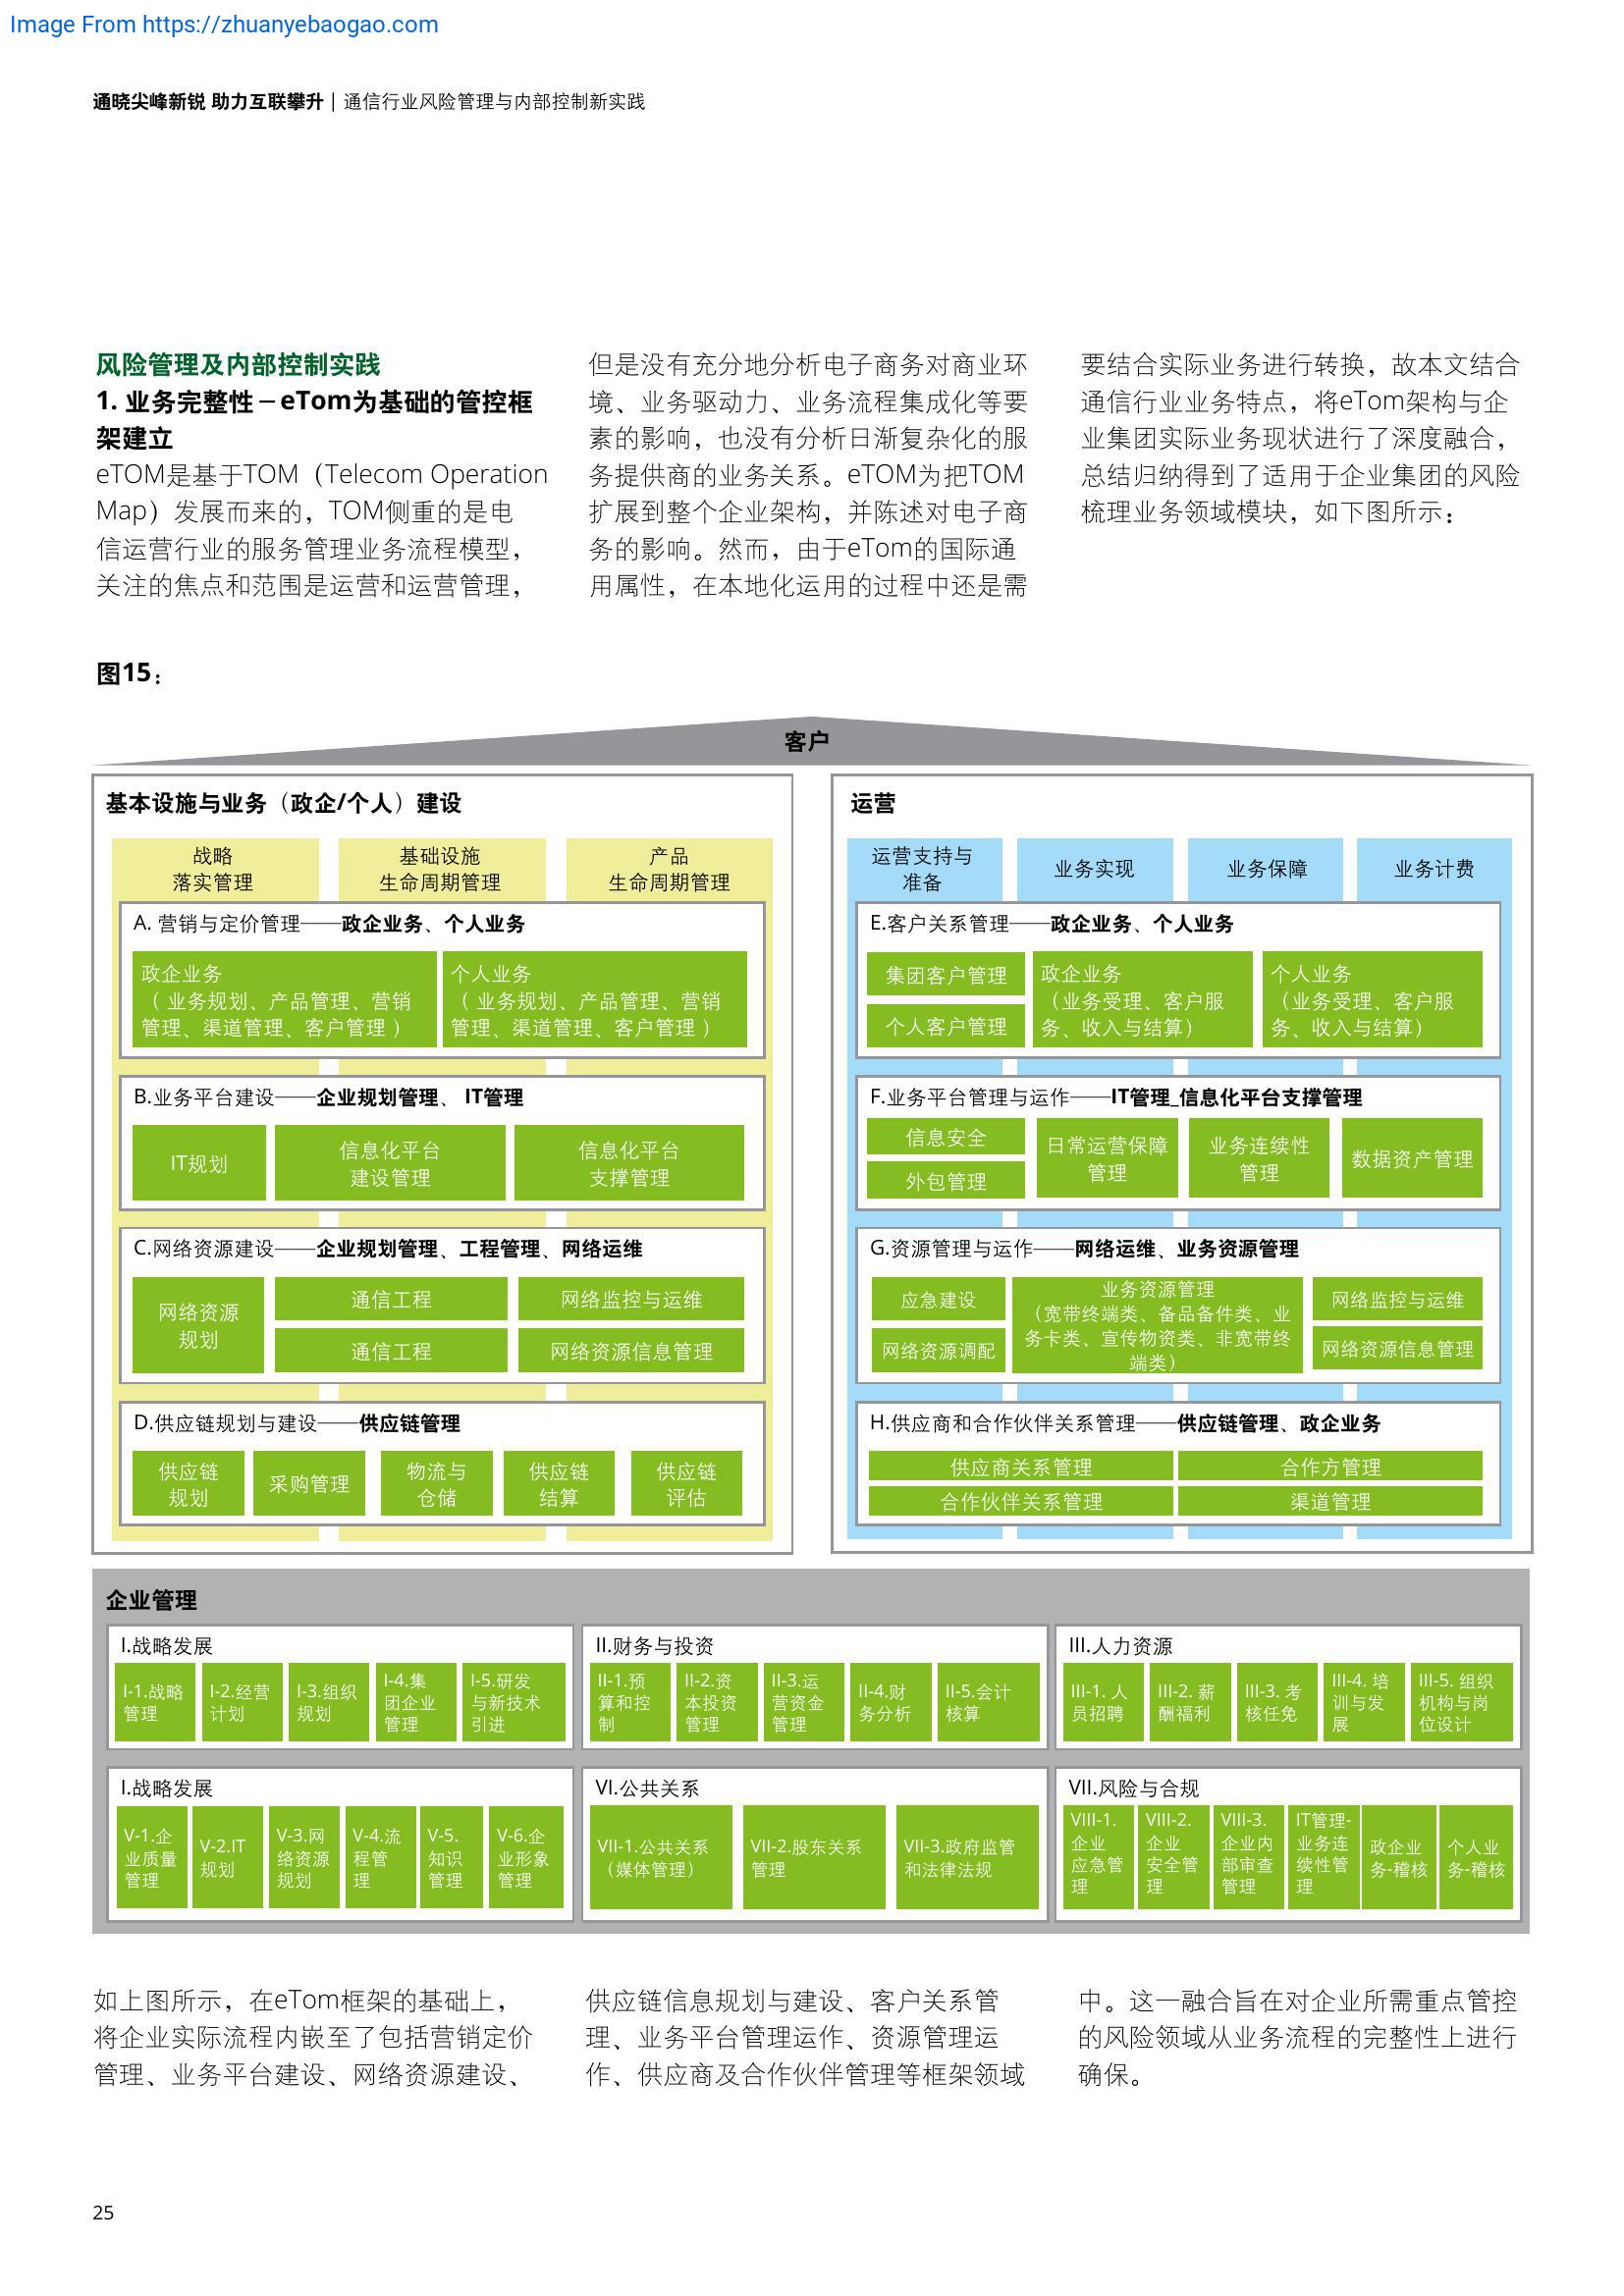 Image From https://zhuanyebaogao.com
通晓尖峰新锐 助力互联攀升 | 通信行业风险管理与内部控制新实践
风险管理及内部控制实践
1. 业务完整性 – eTom为基础的管控框
架建立
eTOM是基于TOM（Telecom Operation
Map）发展而来的，TOM侧重的是电
信运营行业的服务管理业务流程模型，
关注的焦点和范围是运营和运营管理，
但是没有充分地分析电子商务对商业环
境、业务驱动力、业务流程集成化等要
素的影响，也没有分析日渐复杂化的服
务提供商的业务关系。eTOM为把TOM
扩展到整个企业架构，并陈述对电子商
务的影响。然而，由于eTom的国际通
用属性，在本地化运用的过程中还是需
要结合实际业务进行转换，故本文结合
通信行业业务特点，将eTom架构与企
业集团实际业务现状进行了深度融合，
总结归纳得到了适用于企业集团的风险
梳理业务领域模块，如下图所示：
图15：
客户
基本设施与业务（政企/个人）建设
战略
落实管理
基础设施
生命周期管理
产品
生命周期管理
A. 营销与定价管理——政企业务、个人业务
政企业务
（ 业务规划、产品管理、营销
管理、渠道管理、客户管理 ）
个人业务
（ 业务规划、产品管理、营销
管理、渠道管理、客户管理 ）
B.业务平台建设——企业规划管理、 IT管理
IT规划
信息化平台
建设管理
信息化平台
支撑管理
C.网络资源建设——企业规划管理、工程管理、网络运维
网络资源
规划
通信工程
网络监控与运维
通信工程
网络资源信息管理
D.供应链规划与建设——供应链管理
供应链
规划
采购管理
物流与
仓储
供应链
结算
供应链
评估
运营
运营支持与
准备
业务实现
业务保障
业务计费
E.客户关系管理——政企业务、个人业务
集团客户管理
个人客户管理
政企业务
（业务受理、客户服
务、收入与结算）
个人业务
（业务受理、客户服
务、收入与结算）
F.业务平台管理与运作——IT管理_信息化平台支撑管理
信息安全
外包管理
日常运营保障
管理
业务连续性
管理
数据资产管理
G.资源管理与运作——网络运维、业务资源管理
应急建设
网络资源调配
业务资源管理
（宽带终端类、备品备件类、业
务卡类、宣传物资类、非宽带终
端类）
网络监控与运维
网络资源信息管理
H.供应商和合作伙伴关系管理——供应链管理、政企业务
供应商关系管理
合作方管理
合作伙伴关系管理
渠道管理
企业管理
I.战略发展
I-1.战略
管理
I-2.经营
计划
I-3.组织
规划
I-4.集
团企业
管理
I-5.研发
与新技术
引进
II.财务与投资
II-1.预
算和控
制
II-2.资
本投资
管理
II-3.运
营资金
管理
II-4.财
务分析
II-5.会计
核算
III.人力资源
III-1. 人
员招聘
III-2. 薪
酬福利
III-3. 考
核任免
III-4. 培
训与发
展
III-5. 组织
机构与岗
位设计
I.战略发展
V-1.企
业质量
管理
V-2.IT
规划
V-3.网
络资源
规划
V-4.流
程管
理
V-5.
知识
管理
V-6.企
业形象
管理
VI.公共关系
VII-1.公共关系
（媒体管理）
VII-2.股东关系
管理
VII-3.政府监管
和法律法规
VII.风险与合规
VIII-1.
企业
应急管
理
VIII-2.
企业
安全管
理
VIII-3.
企业内
部审查
管理
IT管理-
业务连
续性管
理
政企业
务-稽核
个人业
务-稽核
如上图所示，在eTom框架的基础上，
将企业实际流程内嵌至了包括营销定价
管理、业务平台建设、网络资源建设、
供应链信息规划与建设、客户关系管
理、业务平台管理运作、资源管理运
作、供应商及合作伙伴管理等框架领域
中。这一融合旨在对企业所需重点管控
的风险领域从业务流程的完整性上进行
确保。
25